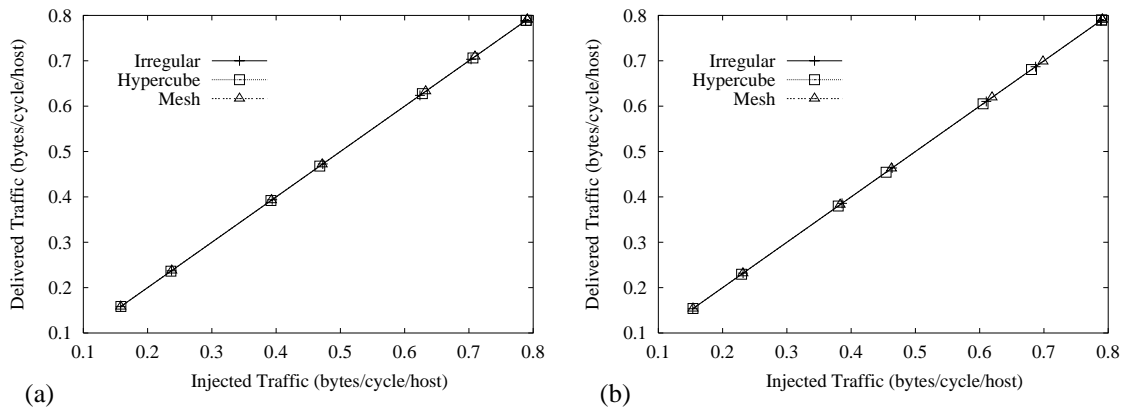 0.8
0.7
0.6
0.5
0.4
0.3
0.2
0.1
Delivered Traffic (bytes/cycle/host)
Irregular
Hypercube
Mesh
0.1 0.2 0.3 0.4 0.5 0.6 0.7 0.8
Injected Traffic (bytes/cycle/host)
(a)
0.8
0.7
0.6
0.5
0.4
0.3
0.2
0.1
Delivered Traffic (bytes/cycle/host)
Irregular
Hypercube
Mesh
0.1 0.2 0.3 0.4 0.5 0.6 0.7 0.8
Injected Traffic (bytes/cycle/host)
(b)